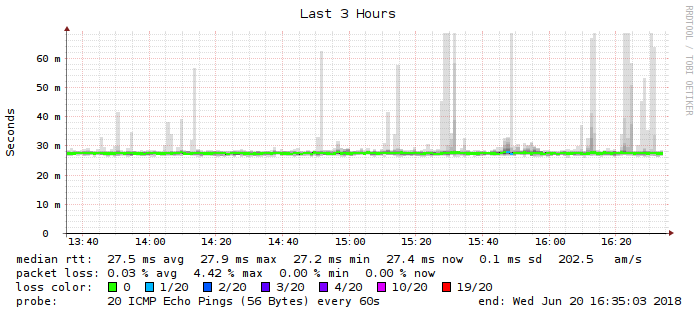 Last 3 Hours
RRDTOOL / TOBI OETIKER
Seconds
60 m
50 m
40 m
30 m
20 m
10 m
0
13:40 14:00 14:20 14:40 15:00 15:20 15:40 16:00 16:20
median rtt: 27.5 ms avg 27.9 ms max 27.2 ms min 27.4 ms now 0.1 ms sd 202.5 am/s
packet loss: 0.03 % avg 4.42 % max 0.00 % min 0.00 % now
loss color: 0 1/20 2/20 3/20 4/20 10/20 19/20
probe: 20 ICMP Echo Pings (56 Bytes) every 60s end: Wed Jun 20 16:35:03 2018